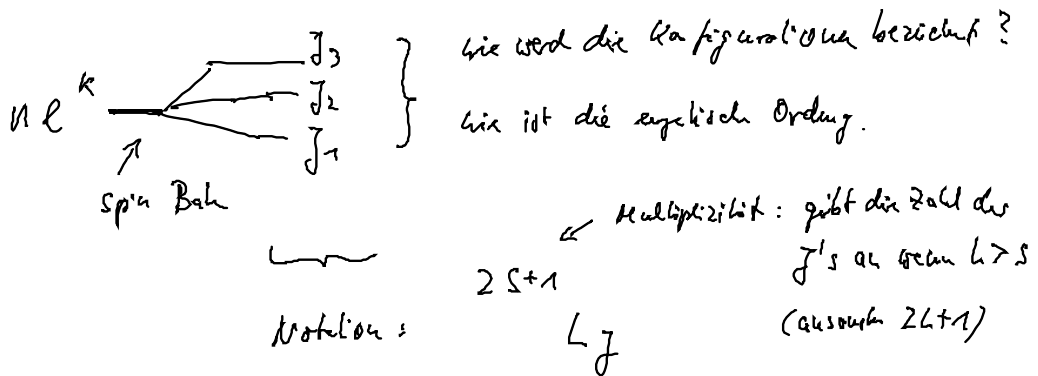 n l^k
J3
J2
J1
Spin Bahn
wie werd die Konfigurationen bezeichnet ?
wie ist die energetisch Ordnung.
Multiplizität : gibt die Zahl der
J's an wenn L > S
(ansonsten 2L+1)
Notation :
2S+1
L J